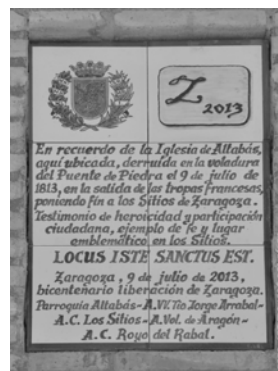 Z 2013
En recuerdo de la Iglesia de Altabás,
aquí ubicada, derruída en la voladura
del Puente de Piedra el 9 de julio de
1813, en la salida de las tropas francesas,
poniendo fin a los Sitios de Zaragoza.
Testimonio de heroicidad y participación
ciudadana, ejemplo de fe y lugar
emblemático en los Sitios.
LOCUS ISTE SANCTUS EST.
Zaragoza, 9 de julio de 2013,
bicentenario liberación de Zaragoza.
Parroquia Altabás-A.VV. Tío Jorge Arrabal-
A.C. Los Sitios-A.Vol. de Aragón-
A.C. Royo del Rabal.